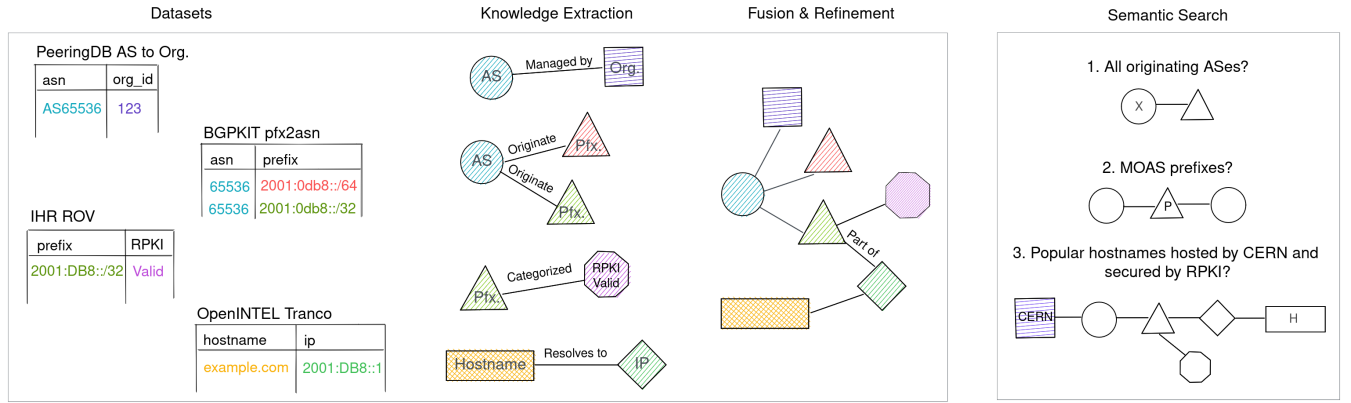 Datasets
Knowledge Extraction
Fusion & Refinement
Semantic Search
PeeringDB AS to Org.
asn org_id
AS65536 123
BGPKIT pfx2asn
asn prefix
65536 2001:0db8::/64
65536 2001:0db8::/32
IHR ROV
prefix RPKI
2001:DB8::/32 Valid
OpenINTEL Tranco
hostname ip
example.com 2001:DB8::1
AS Managed by Org.
AS Originate Pfx.
Originate Pfx.
Pfx. Categorized RPKI
Valid
Hostname Resolves to IP
Part of
1. All originating ASes?
X
2. MOAS prefixes?
P
3. Popular hostnames hosted by CERN and
secured by RPKI?
CERN H